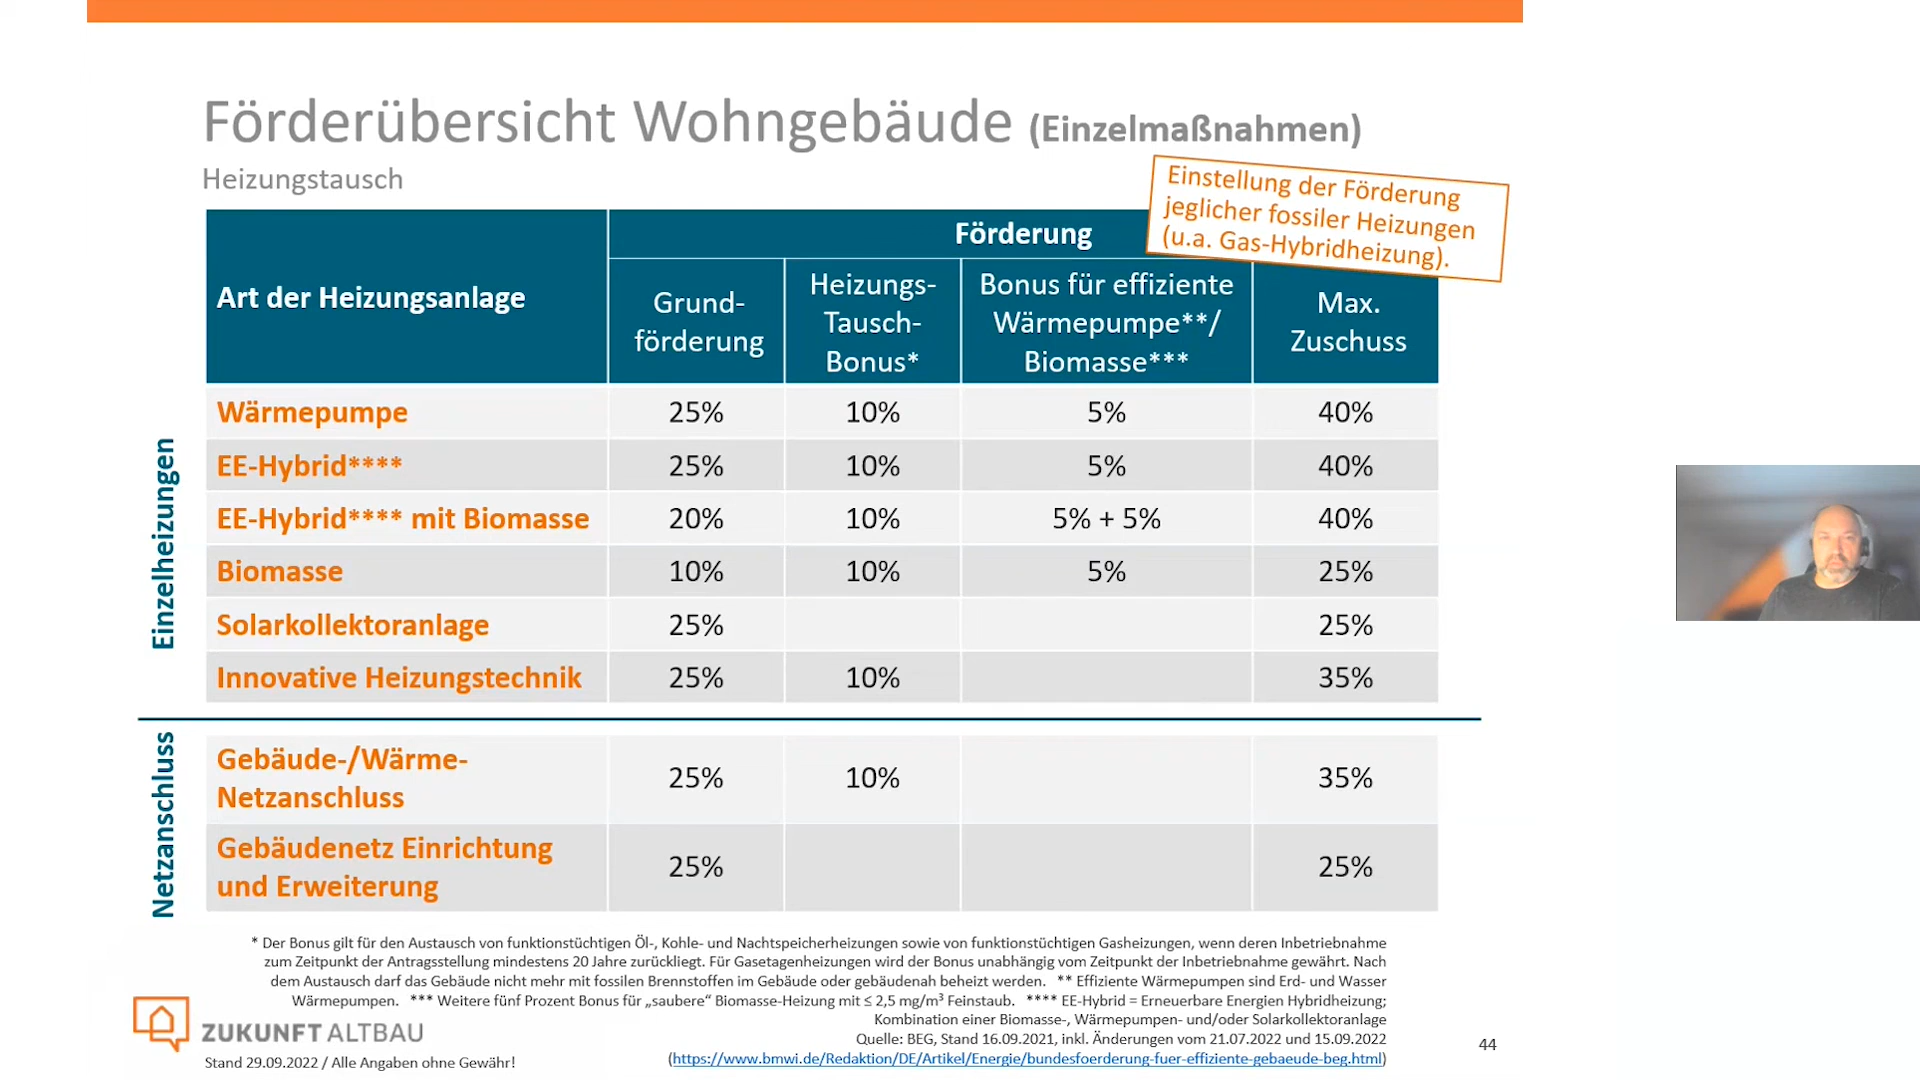 Förderübersicht Wohngebäude (Einzelmaßnahmen)
Heizungstausch
Einstellung der Förderung
jeglicher fossiler Heizungen
(u.a. Gas-Hybridheizung).
Art der Heizungsanlage
Förderung
Grund-
förderung
Heizungs-
Tausch-
Bonus*
Bonus für effiziente
Wärmepumpe**/
Biomasse***
Max.
Zuschuss
Einzelheizungen
Wärmepumpe 25% 10% 5% 40%
EE-Hybrid**** 25% 10% 5% 40%
EE-Hybrid**** mit Biomasse 20% 10% 5% + 5% 40%
Biomasse 10% 10% 5% 25%
Solarkollektoranlage 25% 25%
Innovative Heizungstechnik 25% 10% 35%
Netzanschluss
Gebäude-/Wärme-
Netzanschluss
25% 10% 35%
Gebäudenetz Einrichtung
und Erweiterung
25% 25%
* Der Bonus gilt für den Austausch von funktionstüchtigen Öl-, Kohle- und Nachtspeicherheizungen sowie von funktionstüchtigen Gasheizungen, wenn deren Inbetriebnahme
zum Zeitpunkt der Antragsstellung mindestens 20 Jahre zurückliegt. Für Gasetagenheizungen wird der Bonus unabhängig vom Zeitpunkt der Inbetriebnahme gewährt. Nach
dem Austausch darf das Gebäude nicht mehr mit fossilen Brennstoffen im Gebäude oder gebäudenah beheizt werden. ** Effiziente Wärmepumpen sind Erd- und Wasser
Wärmepumpen. *** Weitere fünf Prozent Bonus für „saubere“ Biomasse-Heizung mit ≤ 2,5 mg/m³ Feinstaub. **** EE-Hybrid = Erneuerbare Energien Hybridheizung;
Kombination einer Biomasse-, Wärmepumpen- und/oder Solarkollektoranlage
Quelle: BEG, Stand 16.09.2021, inkl. Änderungen vom 21.07.2022 und 15.09.2022
(https://www.bmwi.de/Redaktion/DE/Artikel/Energie/bundesfoerderung-fuer-effiziente-gebaeude-beg.html)
ZUKUNFT ALTBAU
Stand 29.09.2022 / Alle Angaben ohne Gewähr!
44